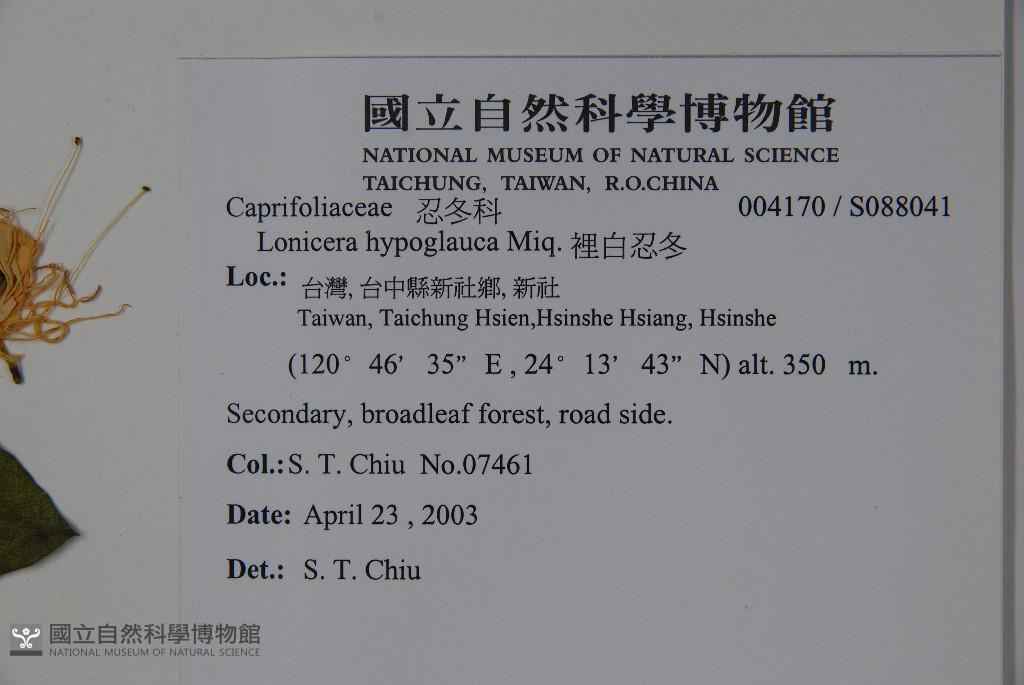 國立自然科學博物館
NATIONAL MUSEUM OF NATURAL SCIENCE
TAICHUNG, TAIWAN, R.O.CHINA
Caprifoliaceae 忍冬科 004170 / S088041
Lonicera hypoglauca Miq. 裡白忍冬
Loc.: 台灣, 台中縣新社鄉, 新社
Taiwan, Taichung Hsien,Hsinshe Hsiang, Hsinshe
(120° 46' 35" E , 24° 13' 43" N) alt. 350 m.
Secondary, broadleaf forest, road side.
Col.: S. T. Chiu No.07461
Date: April 23 , 2003
Det.: S. T. Chiu
國立自然科學博物館
NATIONAL MUSEUM OF NATURAL SCIENCE